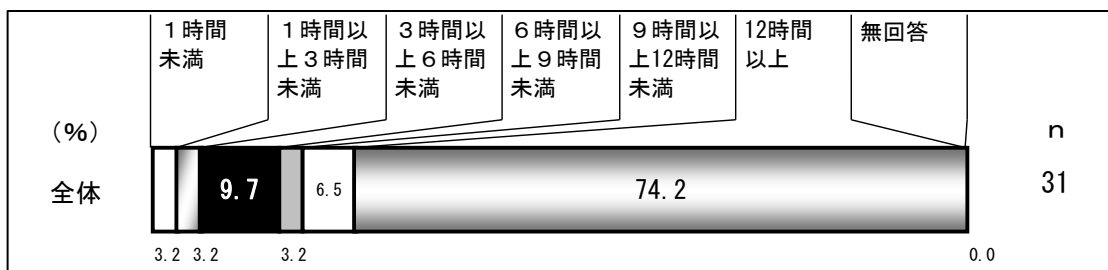 １時間
未満
１時間以
上３時間
未満
３時間以
上６時間
未満
６時間以
上９時間
未満
９時間以
上12時間
未満
12時間
以上
無回答
（％）
ｎ
全体
9.7
6.5
74.2
31
3.2
3.2
3.2
0.0